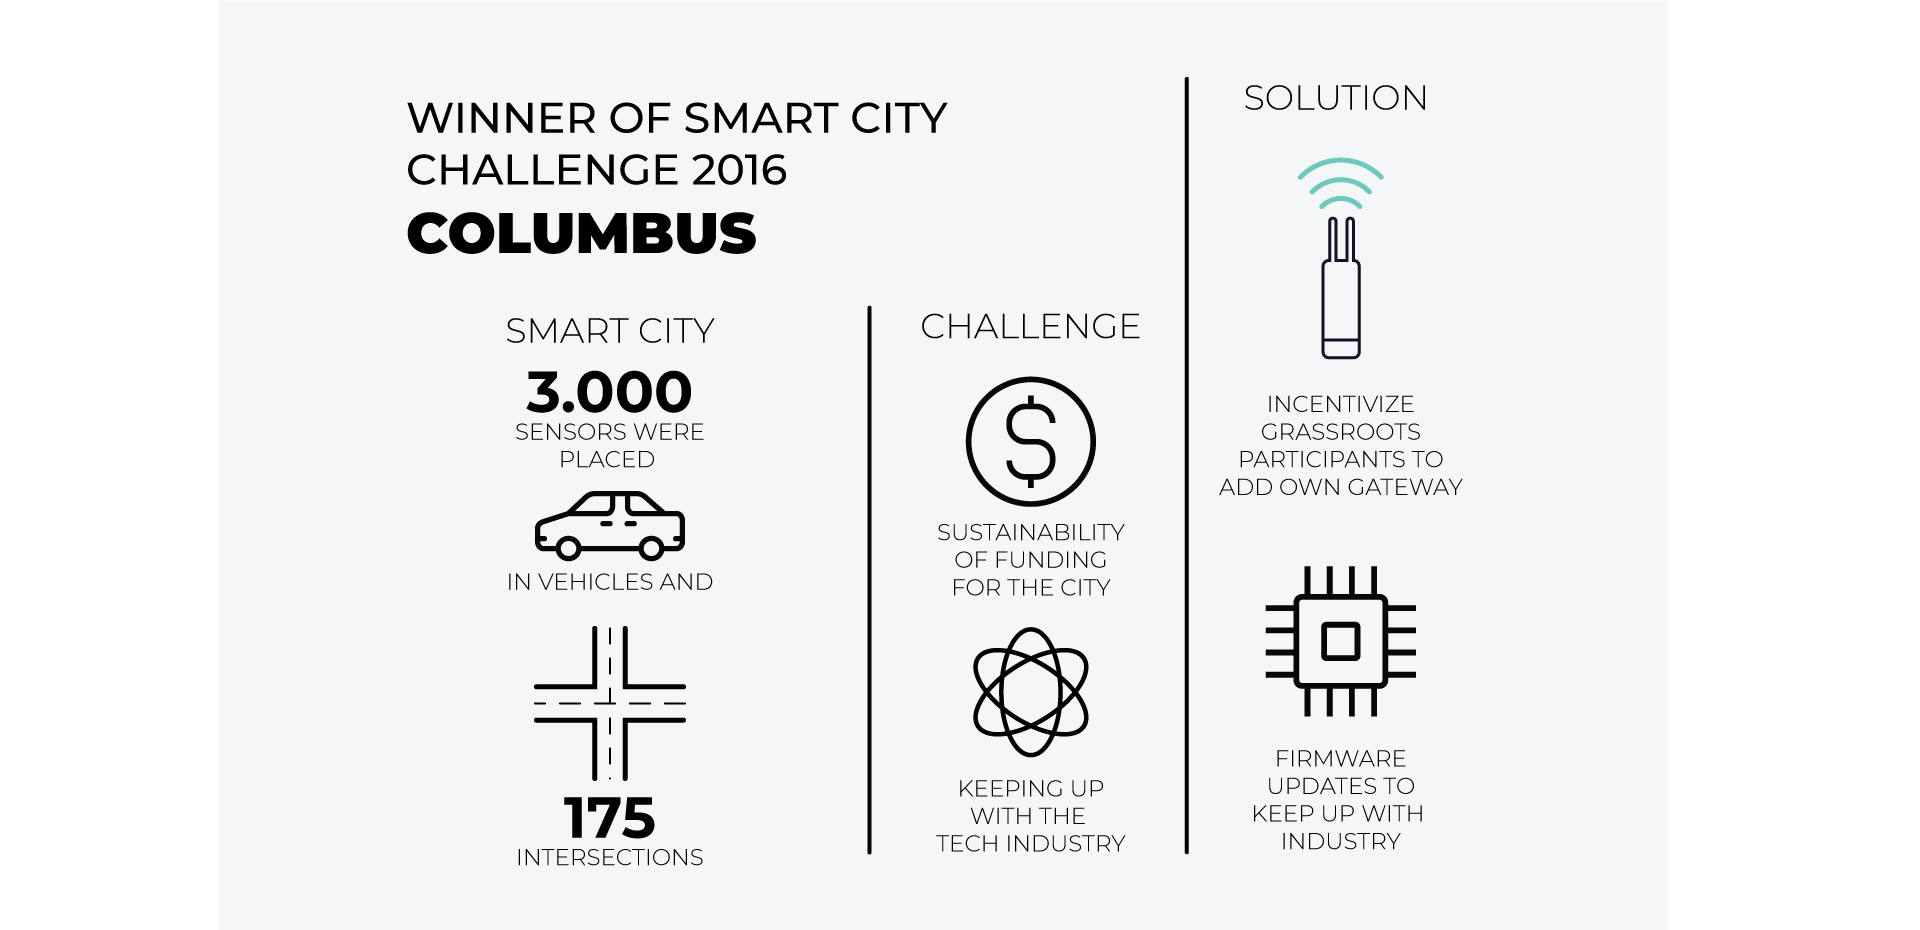 WINNER OF SMART CITY
CHALLENGE 2016
COLUMBUS
SMART CITY
3.000
SENSORS WERE
PLACED
IN VEHICLES AND
175
INTERSECTIONS
CHALLENGE
$
SUSTAINABILITY
OF FUNDING
FOR THE CITY
KEEPING UP
WITH THE
TECH INDUSTRY
SOLUTION
INCENTIVIZE
GRASSROOTS
PARTICIPANTS TO
ADD OWN GATEWAY
FIRMWARE
UPDATES TO
KEEP UP WITH
INDUSTRY